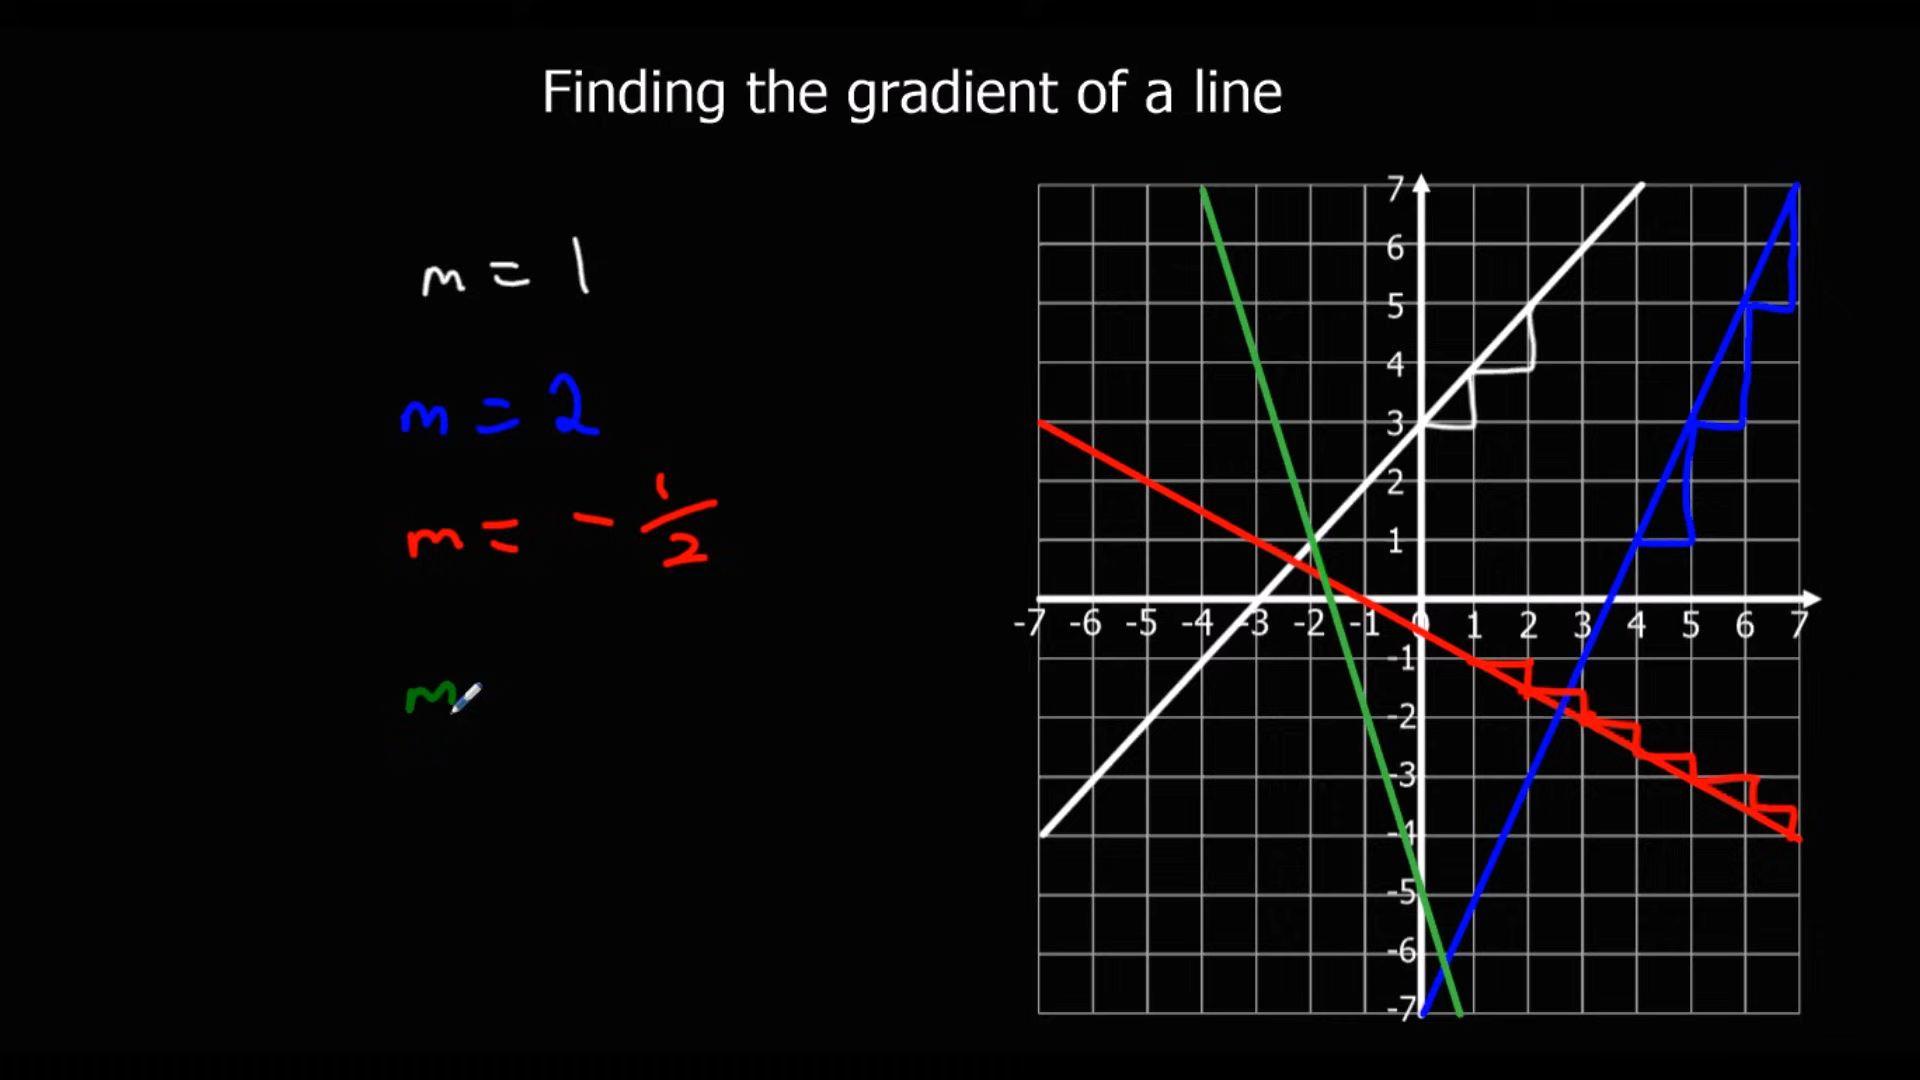 Finding the gradient of a line
m = 1
m = 2
m = - 1/2
m
7
6
5
4
3
2
1
-7 -6 -5 -4 -3 -2 -1 0 1 2 3 4 5 6 7
-1
-2
-3
-4
-5
-6
-7